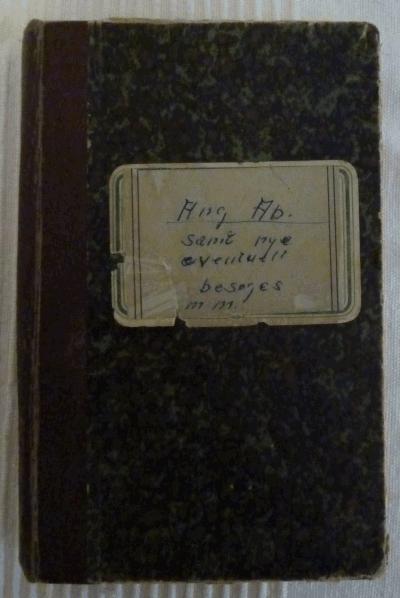 Ang Ab.
samt nye
eventuell
besøges
m m.